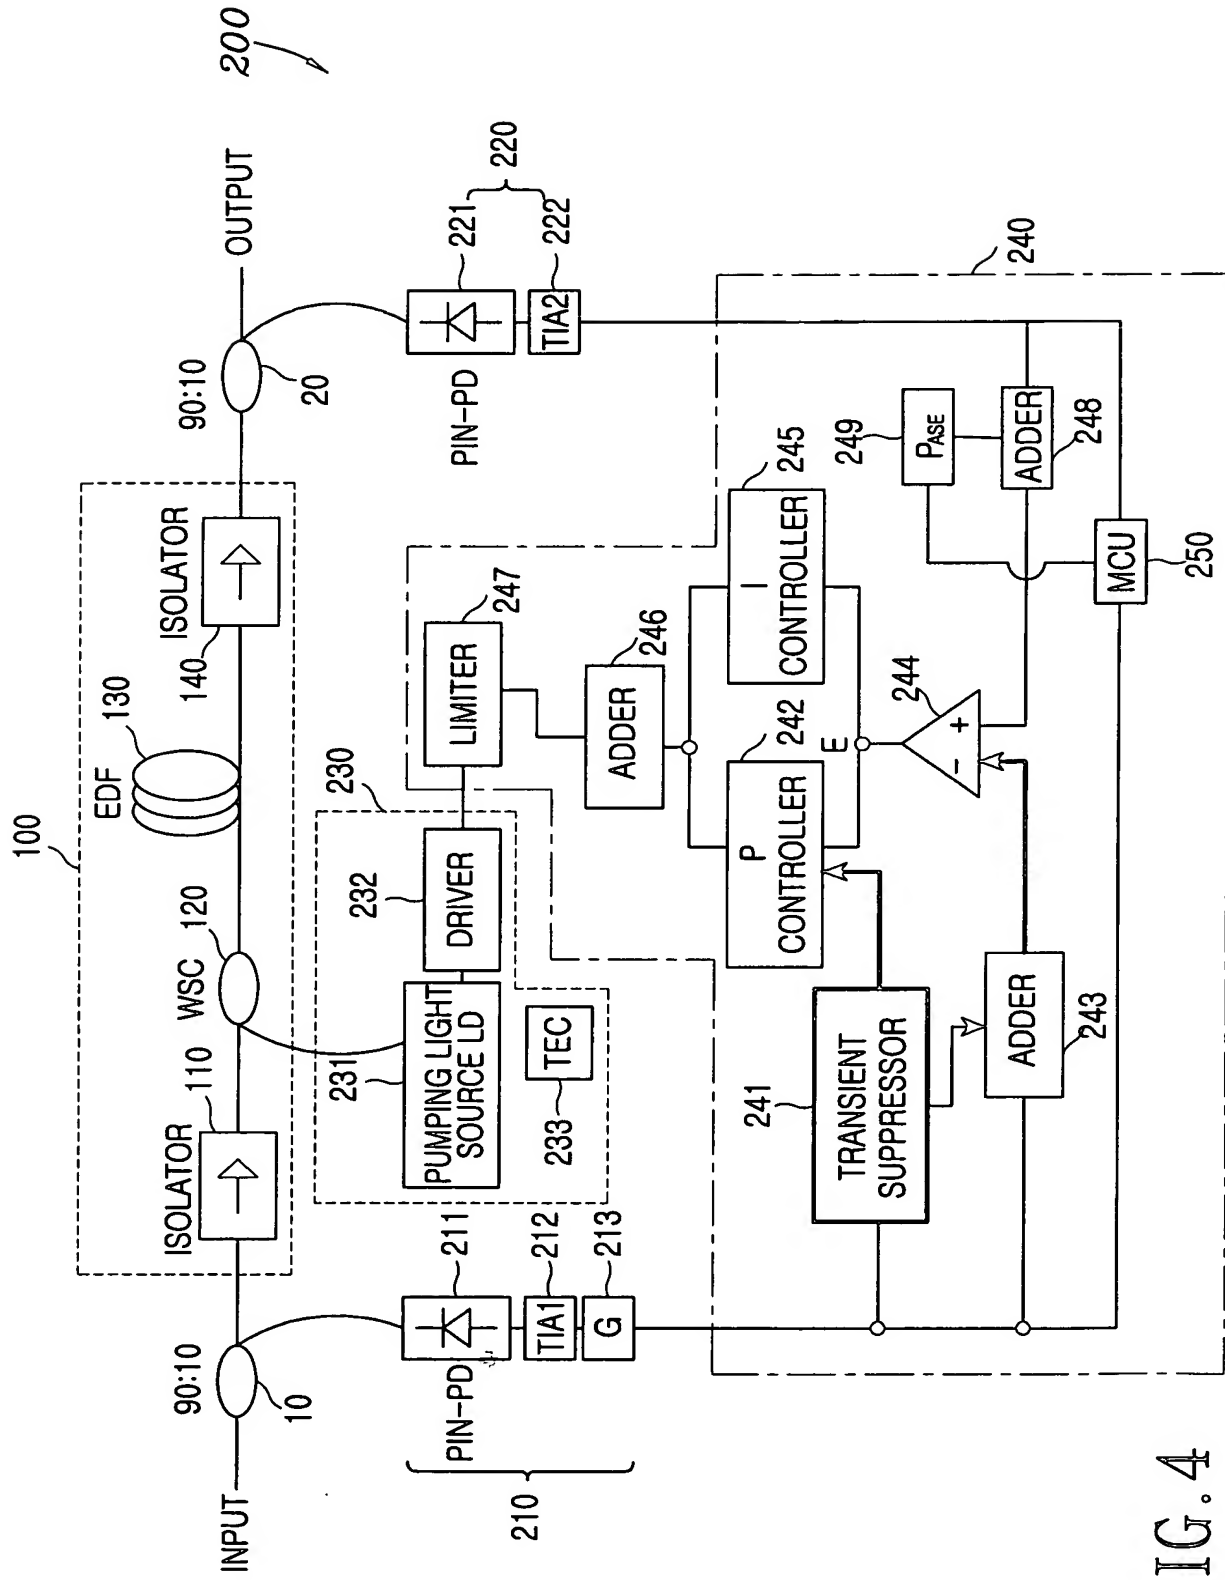 200
100
INPUT
90:10
10
ISOLATOR
110
WSC
120
EDF
130
ISOLATOR
140
90:10
20
OUTPUT
210
PIN-PD
211
TIA1
212
G
213
231
PUMPING LIGHT
SOURCE LD
232
DRIVER
230
TEC
233
LIMITER
247
PIN-PD
221
TIA2
222
220
240
ADDER
246
P
CONTROLLER
242
I
CONTROLLER
245
E
241
TRANSIENT
SUPPRESSOR
- +
244
249
PASE
ADDER
243
ADDER
248
MCU
250
IG. 4